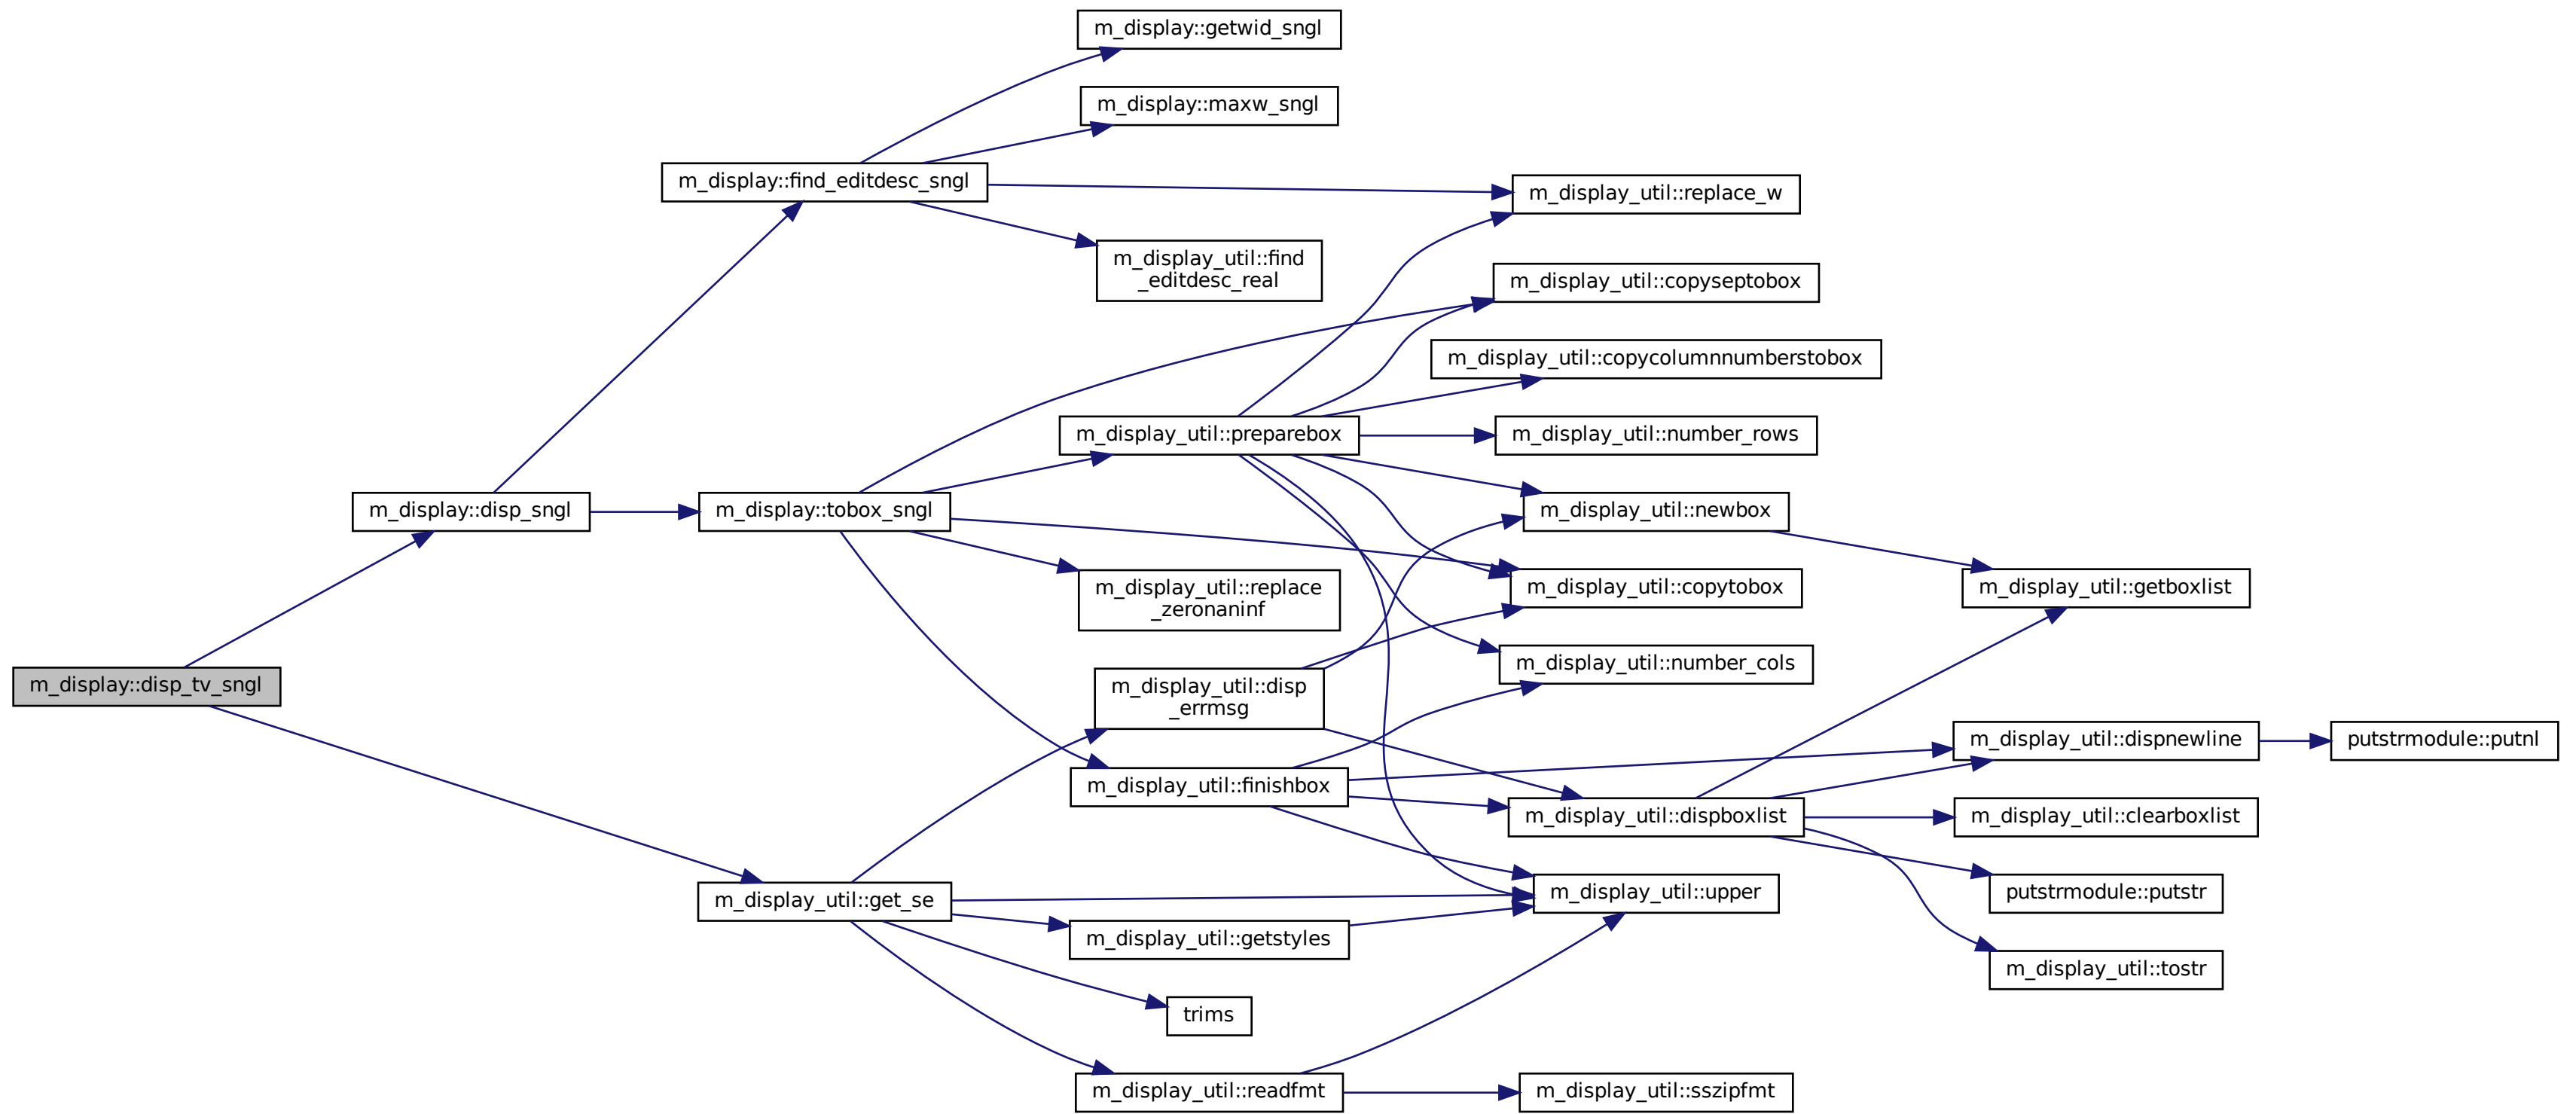 m_display::getwid_sngl
m_display::maxw_sngl
m_display::find_editdesc_sngl
m_display_util::replace_w
m_display_util::find
_editdesc_real
m_display_util::copyseptobox
m_display_util::copycolumnnumberstobox
m_display_util::preparebox
m_display_util::number_rows
m_display::disp_sngl
m_display::tobox_sngl
m_display_util::newbox
m_display_util::replace
_zeronaninf
m_display_util::copytobox
m_display_util::getboxlist
m_display_util::number_cols
m_display::disp_tv_sngl
m_display_util::disp
_errmsg
m_display_util::dispnewline
putstrmodule::putnl
m_display_util::finishbox
m_display_util::dispboxlist
m_display_util::clearboxlist
m_display_util::get_se
m_display_util::upper
putstrmodule::putstr
m_display_util::getstyles
m_display_util::tostr
trims
m_display_util::readfmt
m_display_util::sszipfmt